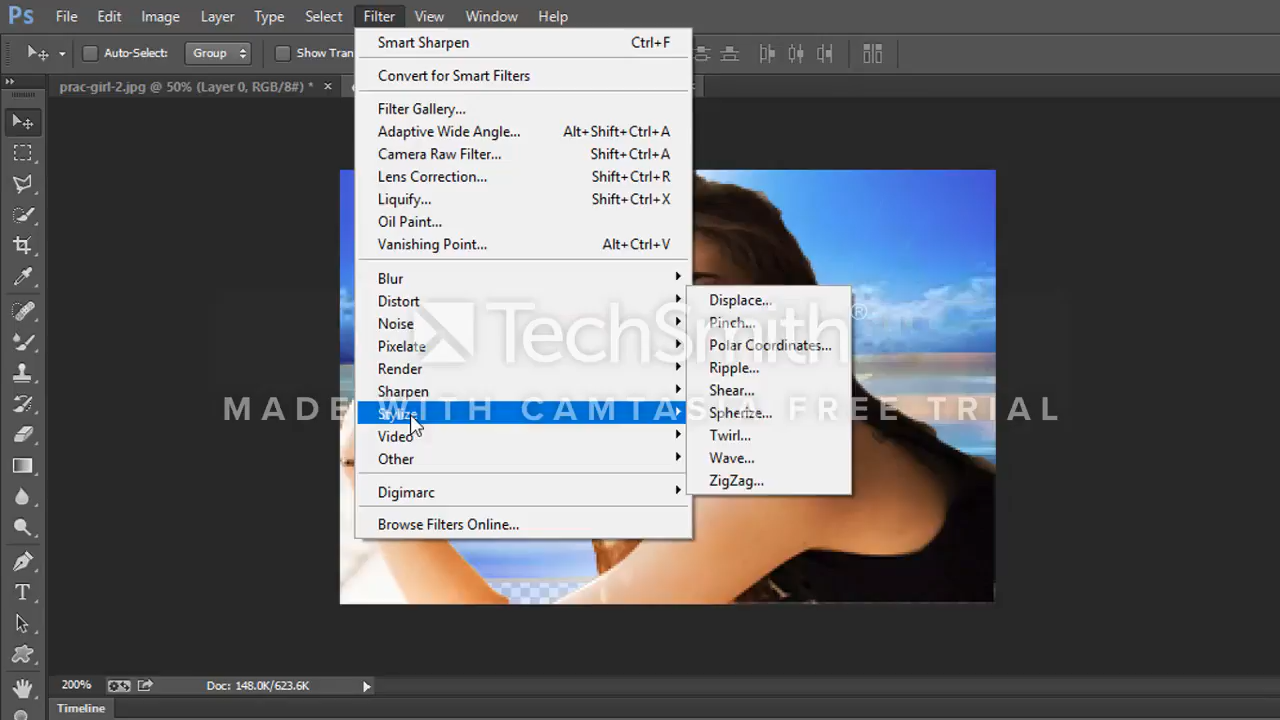 Ps File Edit Image Layer Type Select Filter View Window Help
Auto-Select: Group Show Tran
prac-girl-2.jpg @ 50% (Layer 0, RGB/8#) * ×
Smart Sharpen Ctrl+F
Convert for Smart Filters
Filter Gallery...
Adaptive Wide Angle... Alt+Shift+Ctrl+A
Camera Raw Filter... Shift+Ctrl+A
Lens Correction... Shift+Ctrl+R
Liquify... Shift+Ctrl+X
Oil Paint...
Vanishing Point... Alt+Ctrl+V
Blur
Distort
Noise
Pixelate
Render
Sharpen
Stylize
Video
Other
Digimarc
Browse Filters Online...
Displace...
Pinch...
Polar Coordinates...
Ripple...
Shear...
Spherize...
Twirl...
Wave...
ZigZag...
TechSmith®
MADE WITH CAMTASIA FREE TRIAL
200% Doc: 148.0K/623.6K
Timeline